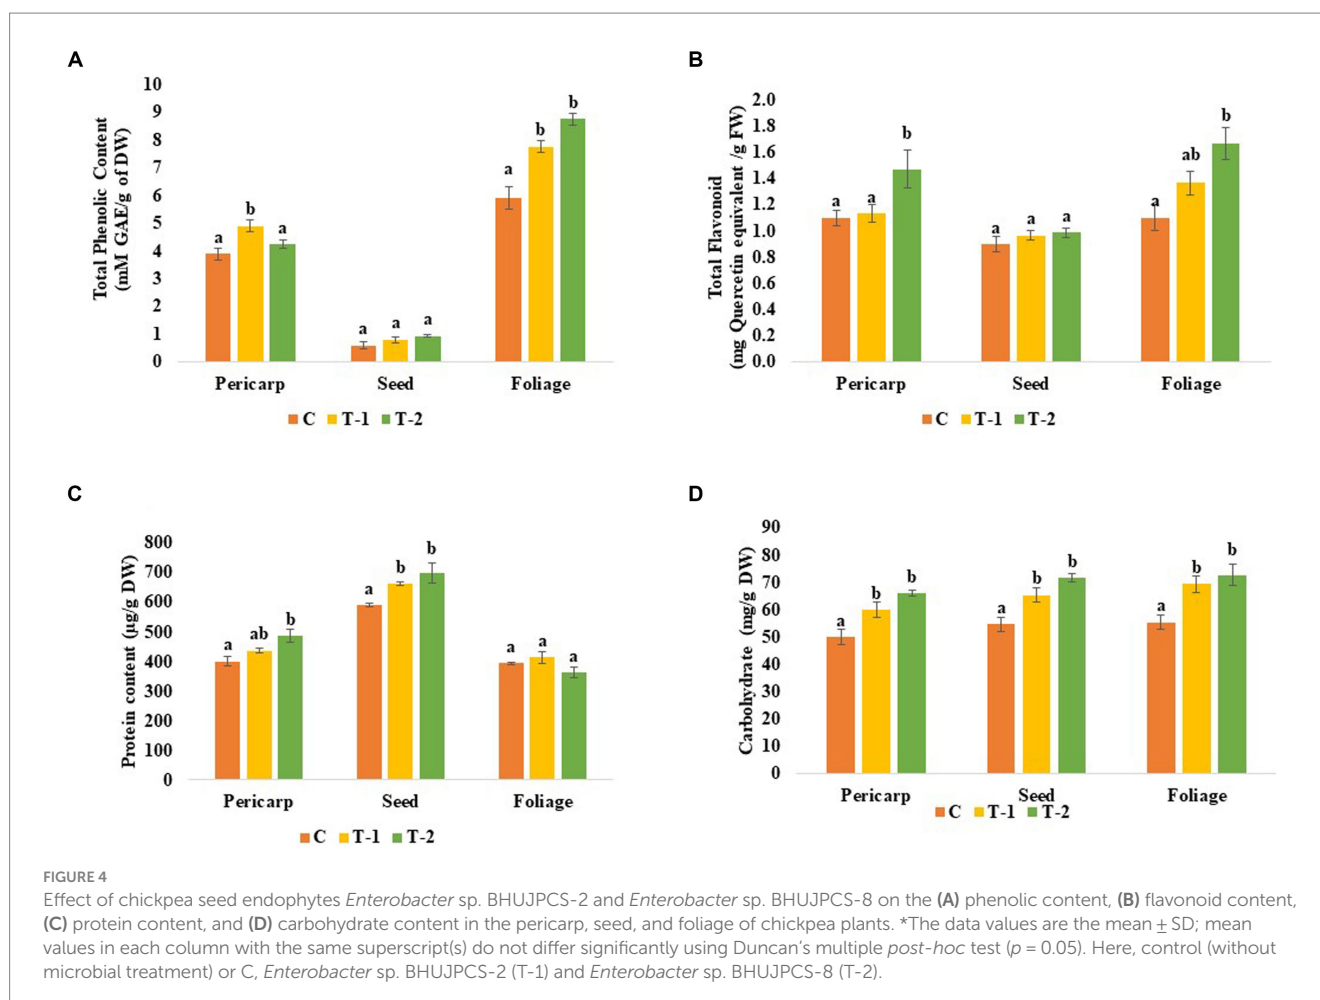 A
Total Phenolic Content
(mM GAE/g of DW)
10
9
8
7
6
5
4
3
2
1
0
a
b
a
a
a
a
a
b
b
Pericarp
Seed
Foliage
C T-1 T-2
B
Total Flavonoid
(mg Quercetin equivalent /g FW)
2.0
1.8
1.6
1.4
1.2
1.0
0.8
0.6
0.4
0.2
0.0
a
a
b
a
a
a
a
ab
b
Pericarp
Seed
Foliage
C T-1 T-2
C
Protein content (µg/g DW)
800
700
600
500
400
300
200
100
0
a
ab
b
a
b
b
a
a
a
Pericarp
Seed
Foliage
C T-1 T-2
D
Carbohydrate (mg/g DW)
90
80
70
60
50
40
30
20
10
0
a
b
b
a
b
b
a
b
b
Pericarp
Seed
Foliage
C T-1 T-2
FIGURE 4
Effect of chickpea seed endophytes Enterobacter sp. BHUJPCS-2 and Enterobacter sp. BHUJPCS-8 on the (A) phenolic content, (B) flavonoid content,
(C) protein content, and (D) carbohydrate content in the pericarp, seed, and foliage of chickpea plants. *The data values are the mean ± SD; mean
values in each column with the same superscript(s) do not differ significantly using Duncan's multiple post-hoc test (p = 0.05). Here, control (without
microbial treatment) or C, Enterobacter sp. BHUJPCS-2 (T-1) and Enterobacter sp. BHUJPCS-8 (T-2).